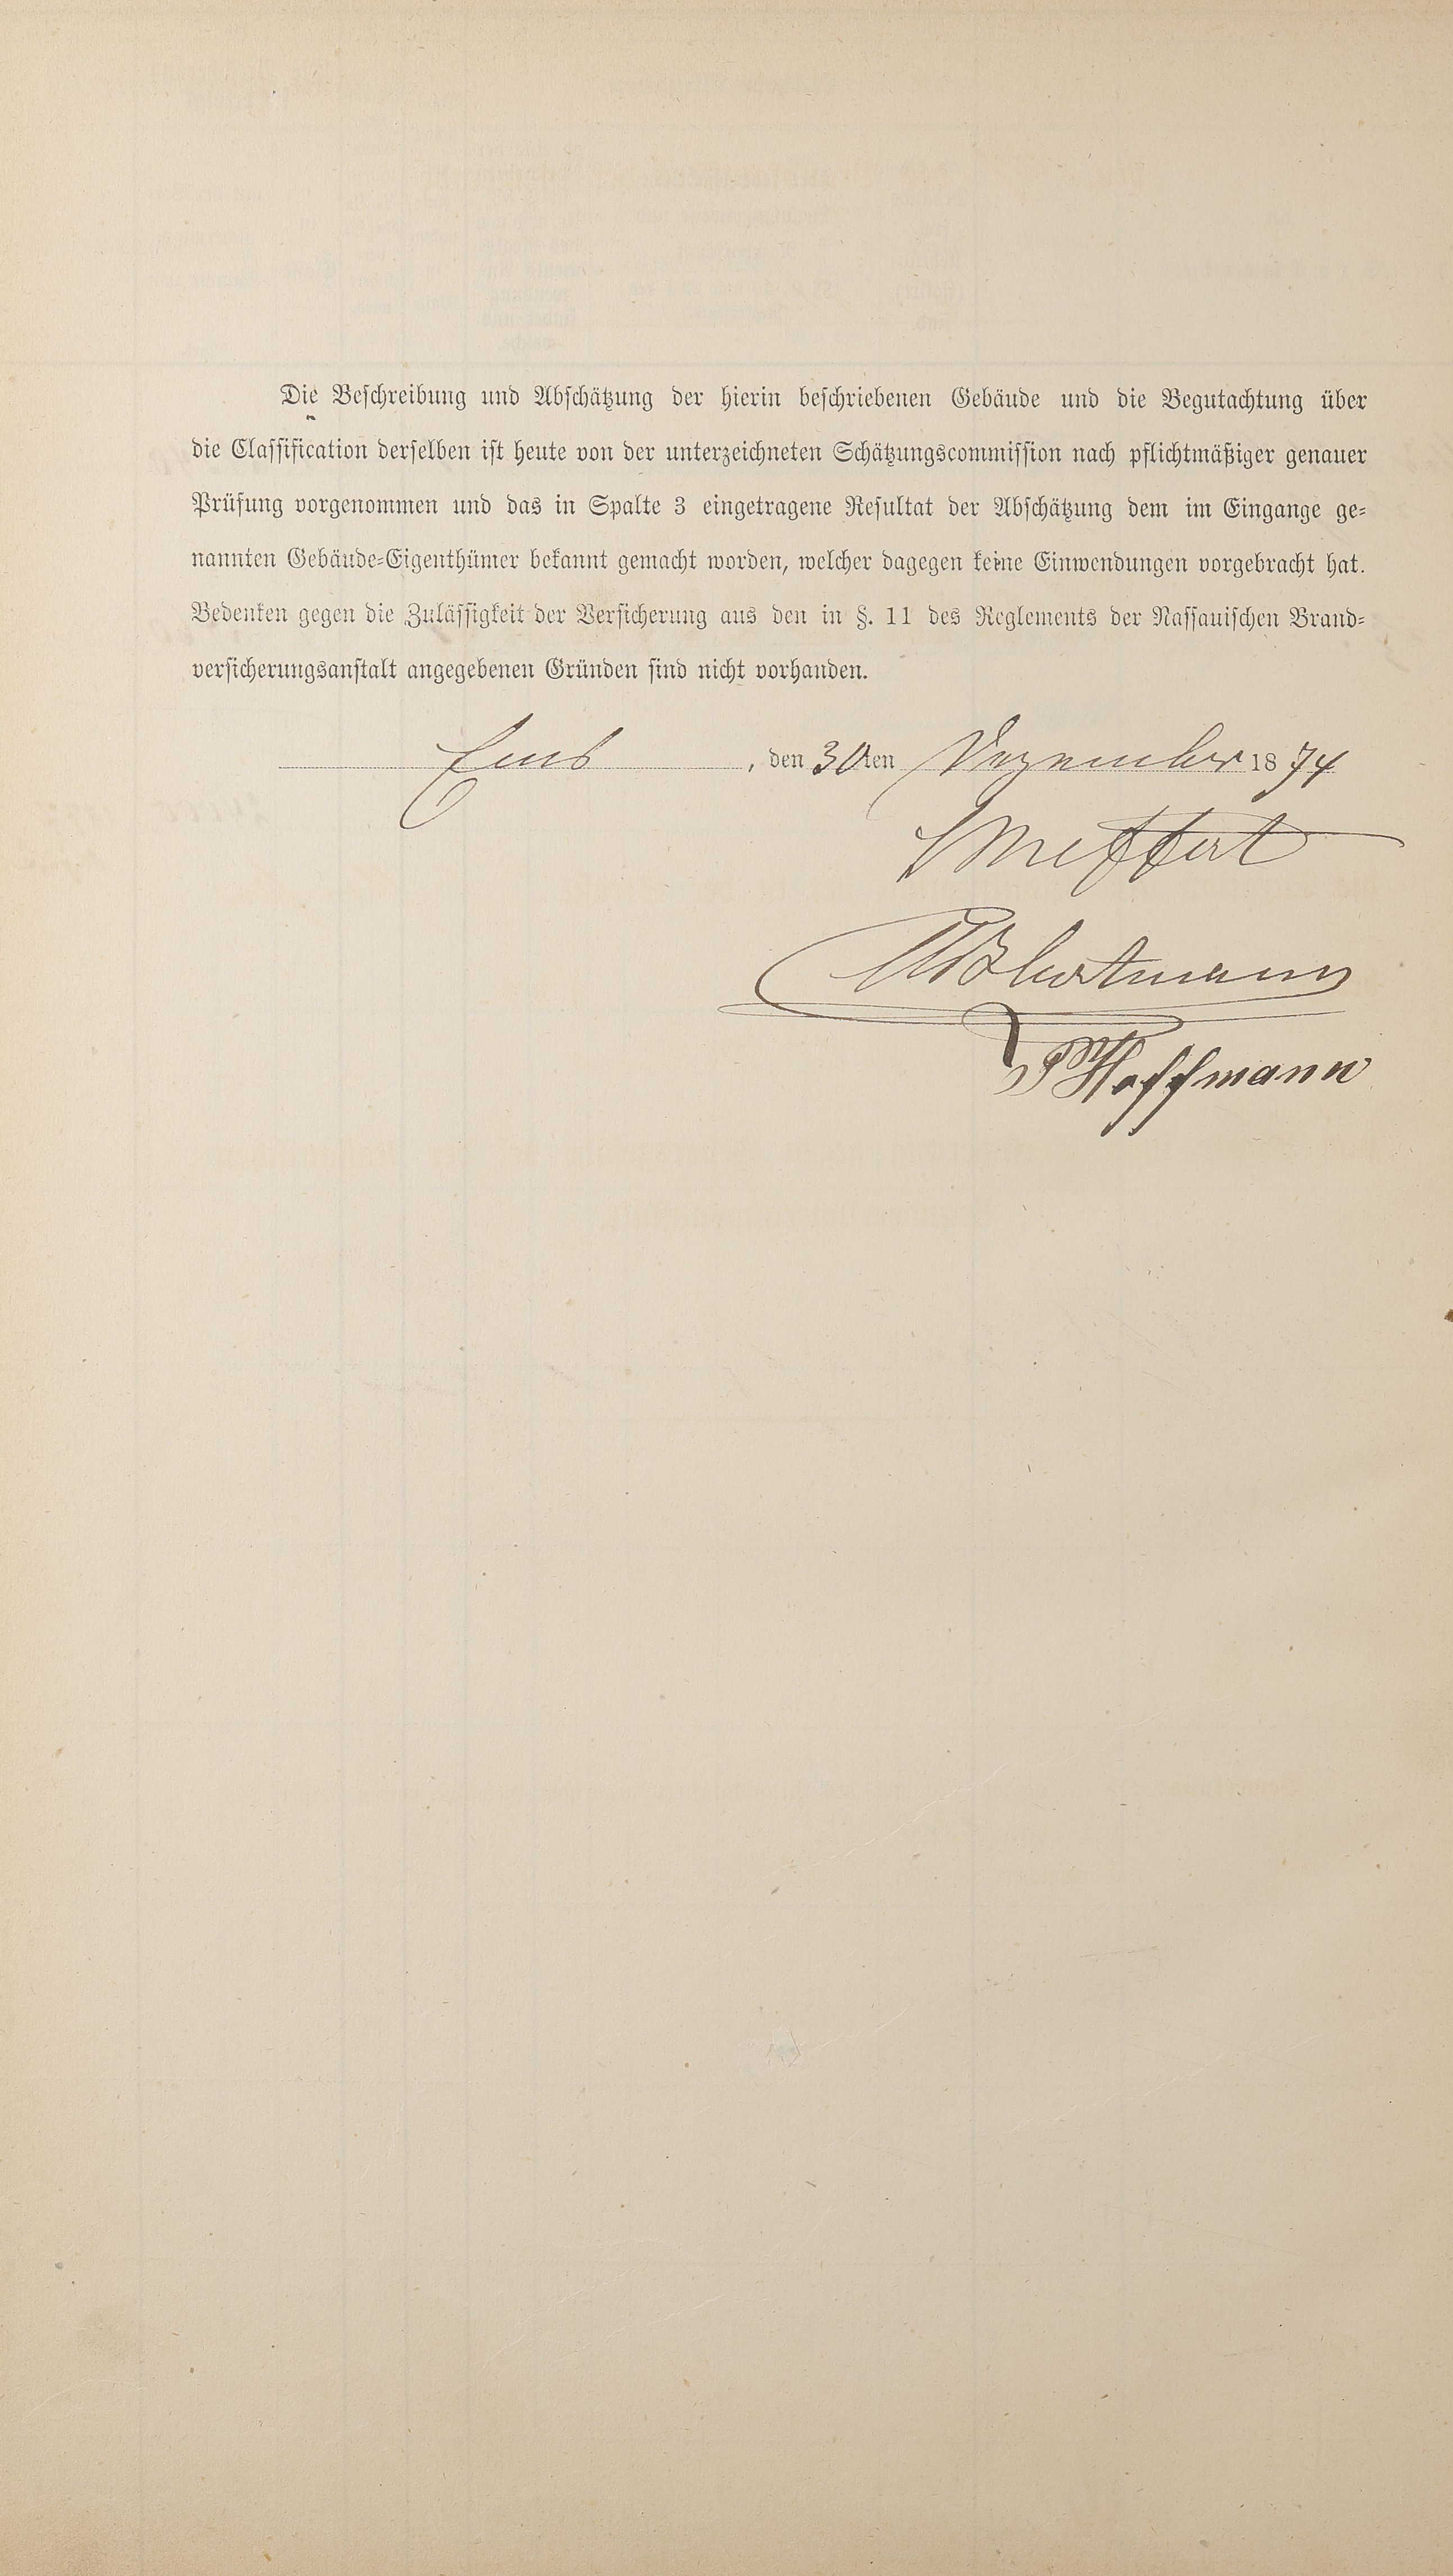 Die Beschreibung und Abschätzung der hierin beschriebenen Gebäude und die Begutachtung über
die Classification derselben ist heute von der unterzeichneten Schätzungscommission nach pflichtmäßiger genauer
Prüfung vorgenommen und das in Spalte 3 eingetragene Resultat der Abschätzung dem im Eingange ge-
nannten Gebäude-Eigenthümer bekannt gemacht worden, welcher dagegen keine Einwendungen vorgebracht hat.
Bedenken gegen die Zulässigkeit der Versicherung aus den in §. 11 des Reglements der Nassauischen Brand-
versicherungsanstalt angegebenen Gründen sind nicht vorhanden.
Ems, den 30ten Dezember 1874
Meffert
P Hoffmann